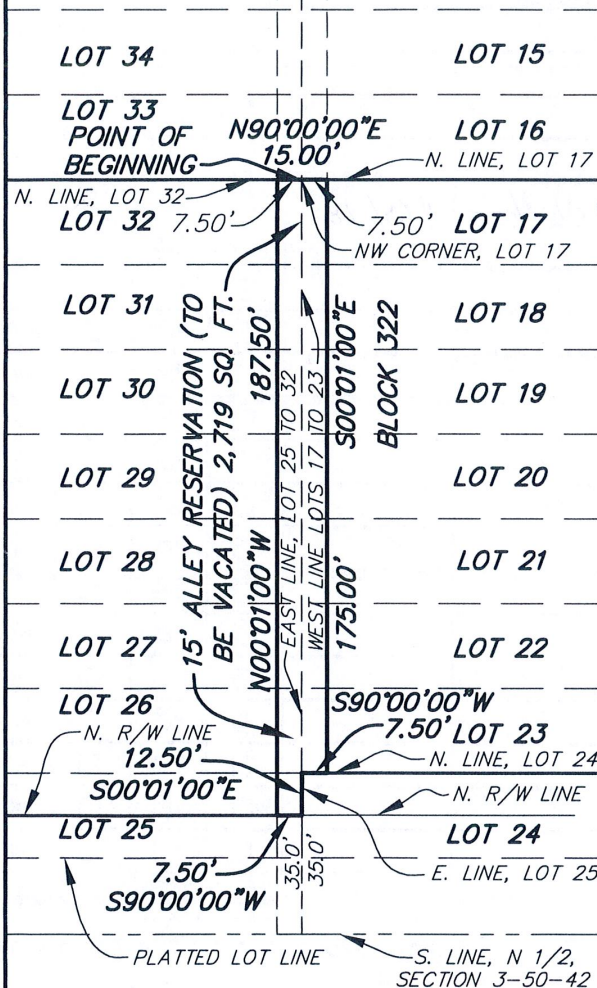 LOT 34
LOT 15
LOT 33
POINT OF
BEGINNING
N90°00'00"E
15.00'
LOT 16
N. LINE, LOT 17
N. LINE, LOT 32
LOT 32
7.50'
7.50'
LOT 17
NW CORNER, LOT 17
LOT 31
LOT 18
LOT 30
LOT 19
LOT 29
LOT 20
LOT 28
LOT 21
LOT 27
LOT 22
15' ALLEY RESERVATION (TO
BE VACATED) 2,719 SQ. FT.
N00°01'00"W
187.50'
EAST LINE, LOT 25 TO 32
WEST LINE LOTS 17 TO 23
S00°01'00"E
175.00'
BLOCK 322
LOT 26
N. R/W LINE
S90°00'00"W
7.50'
LOT 23
N. LINE, LOT 24
12.50'
S00°01'00"E
N. R/W LINE
LOT 25
LOT 24
7.50'
S90°00'00"W
35.0'
35.0'
E. LINE, LOT 25
PLATTED LOT LINE
S. LINE, N 1/2,
SECTION 3-50-42